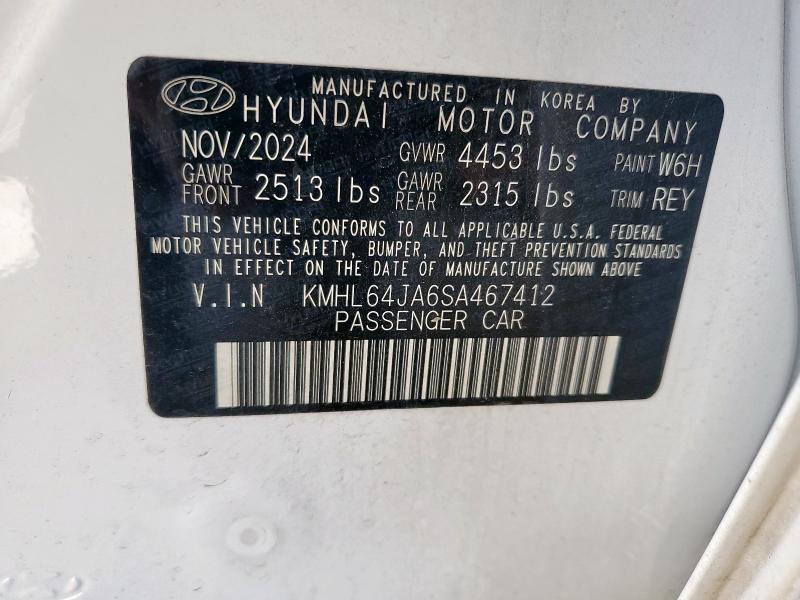 MANUFACTURED IN KOREA BY
HYUNDAI MOTOR COMPANY
NOV/2024 GVWR 4453 lbs PAINT W6H
GAWR FRONT 2513 lbs GAWR REAR 2315 lbs TRIM REY
THIS VEHICLE CONFORMS TO ALL APPLICABLE U.S.A. FEDERAL
MOTOR VEHICLE SAFETY, BUMPER, AND THEFT PREVENTION STANDARDS
IN EFFECT ON THE DATE OF MANUFACTURE SHOWN ABOVE
V.I.N KMHL64JA6SA467412
PASSENGER CAR